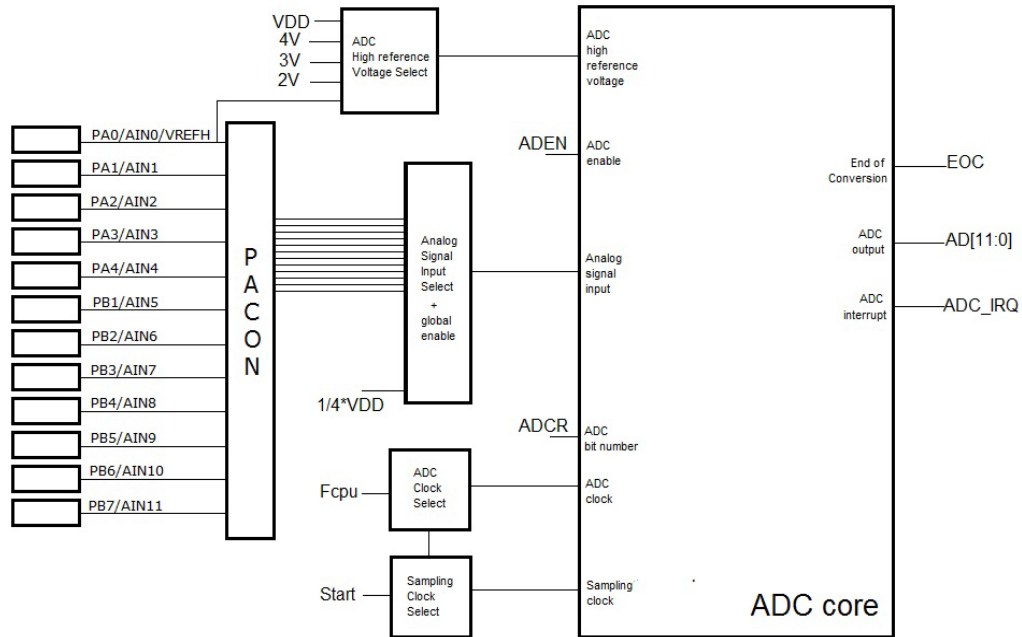 VDD
4V
3V
2V
ADC
High reference
Voltage Select
ADC
high
reference
voltage
PA0/AIN0/VREFH
PA1/AIN1
PA2/AIN2
PA3/AIN3
PA4/AIN4
PB1/AIN5
PB2/AIN6
PB3/AIN7
PB4/AIN8
PB5/AIN9
PB6/AIN10
PB7/AIN11
P
A
C
O
N
Analog
Signal
Input
Select
+
global
enable
1/4*VDD
ADEN
ADC
enable
Analog
signal
input
ADCR
ADC
bit number
Fcpu
ADC
Clock
Select
ADC
clock
Start
Sampling
Clock
Select
Sampling
clock
End of
Conversion
EOC
ADC
output
AD[11:0]
ADC
interrupt
ADC_IRQ
ADC core